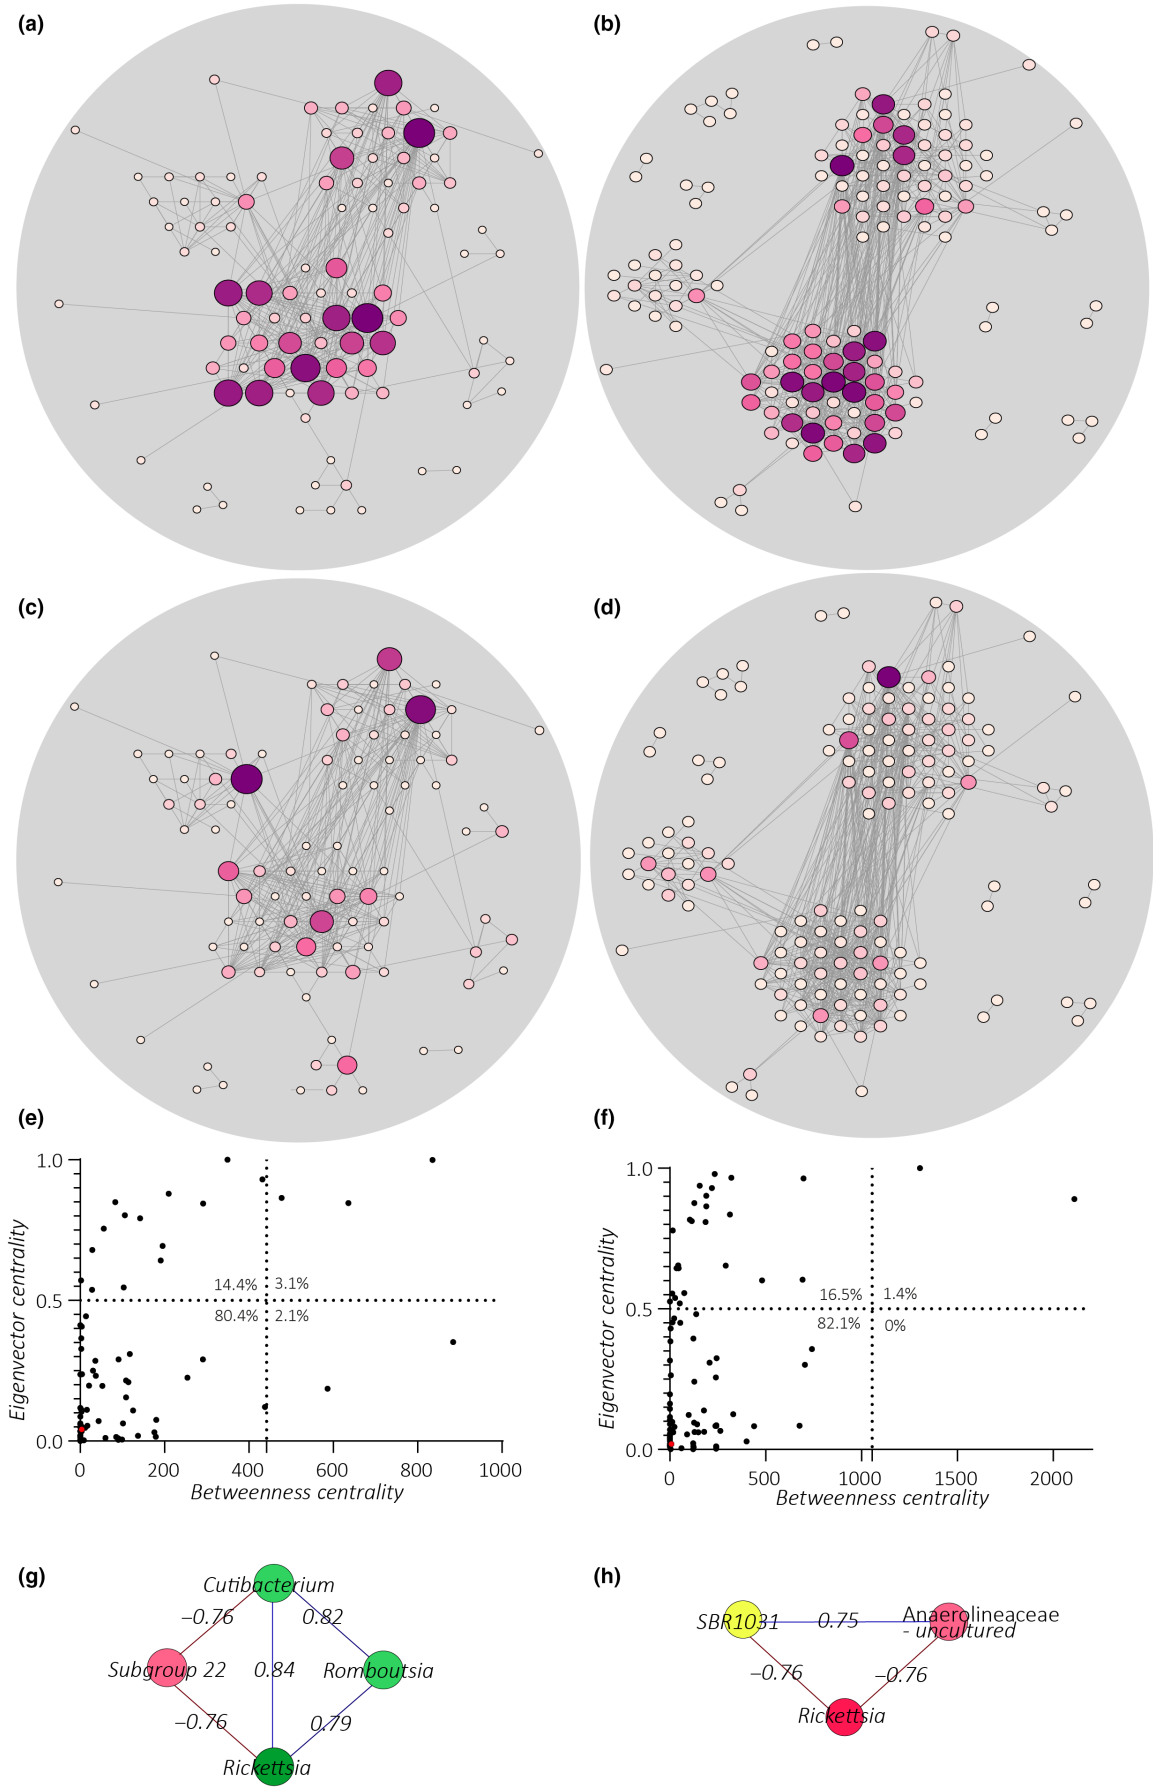 (a)
(b)
(c)
(d)
(e)
(f)
1.0
0.5
0.0
Eigenvector centrality
14.4% 3.1%
80.4% 2.1%
0 200 400 600 800 1000
Betweenness centrality
1.0
0.5
0.0
Eigenvector centrality
16.5% 1.4%
82.1% 0%
0 500 1000 1500 2000
Betweenness centrality
(g)
Cutibacterium
−0.76 0.82
Subgroup 22 0.84 Romboutsia
−0.76 0.79
Rickettsia
(h)
SBR1031 0.75 Anaerolineaceae
- uncultured
−0.76 −0.76
Rickettsia